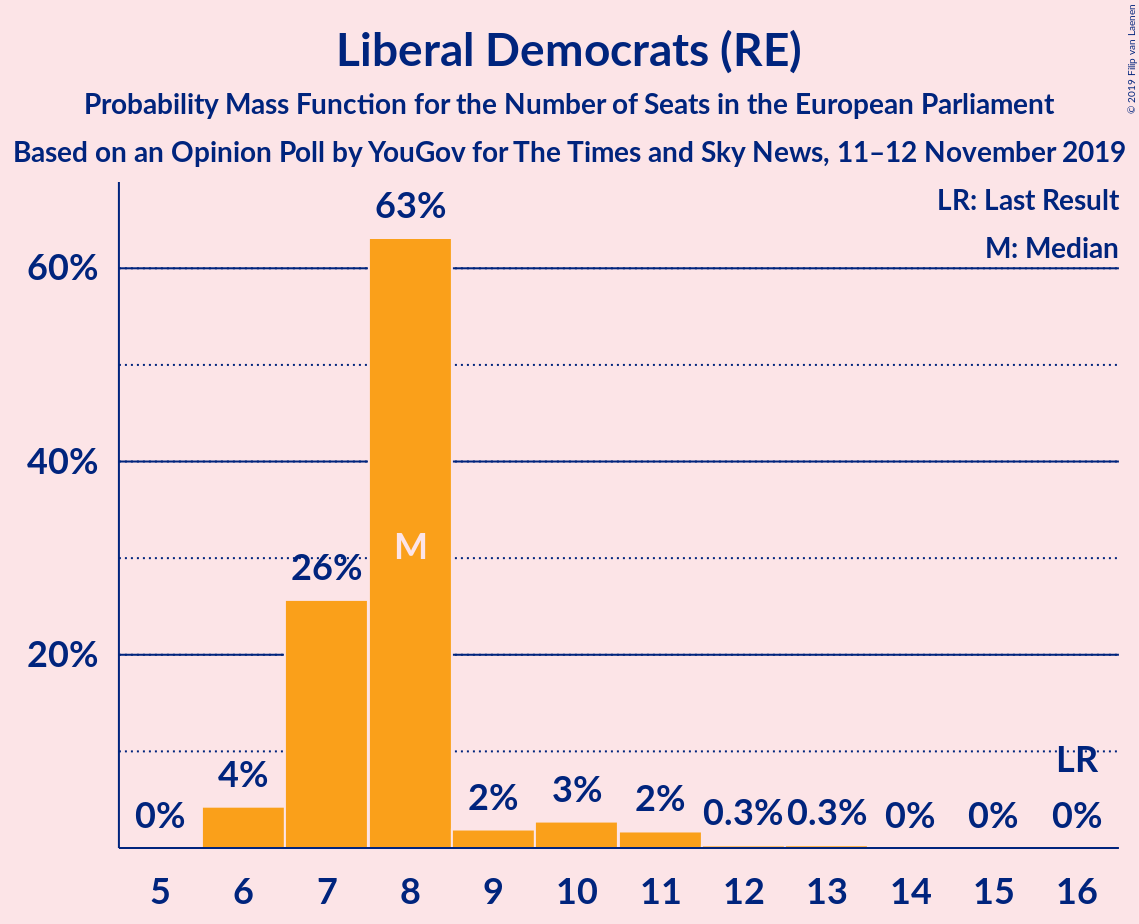 Liberal Democrats (RE)
Probability Mass Function for the Number of Seats in the European Parliament
Based on an Opinion Poll by YouGov for The Times and Sky News, 11–12 November 2019
© 2019 Filip van Laenen
LR: Last Result
M: Median
63%
60%
40%
M
26%
20%
LR
0% 4% 2% 3% 2% 0.3% 0.3% 0% 0% 0%
5 6 7 8 9 10 11 12 13 14 15 16